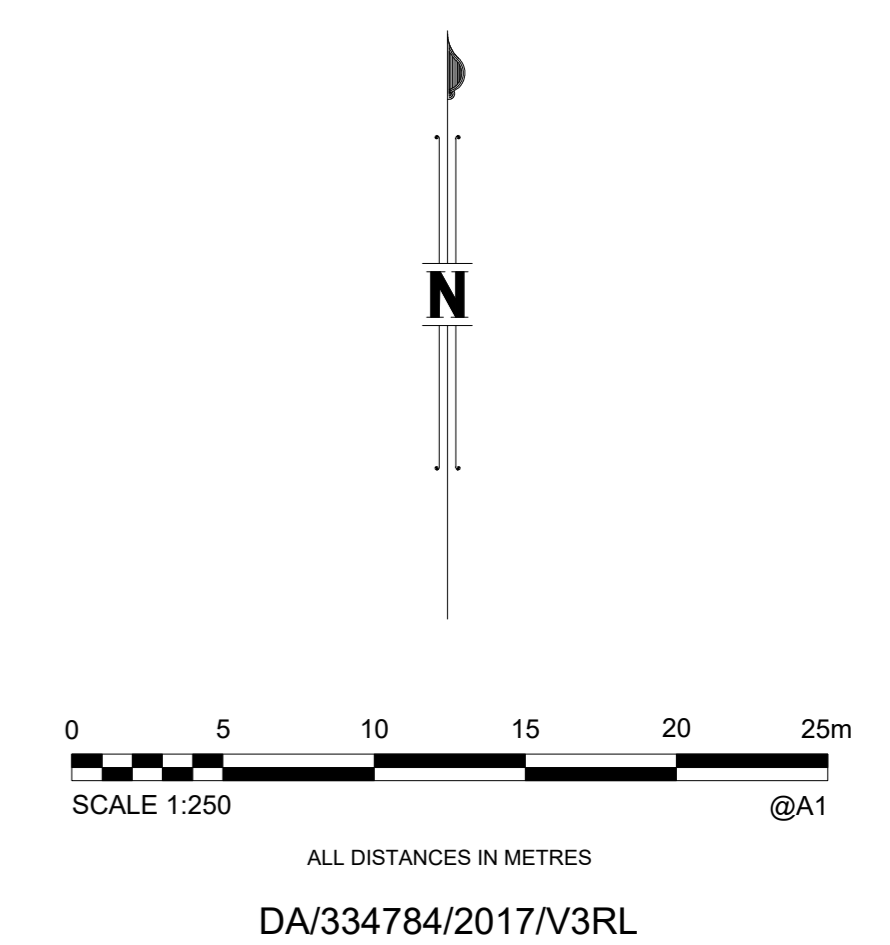 N
0 5 10 15 20 25m
SCALE 1:250 @A1
ALL DISTANCES IN METRES
DA/334784/2017/V3RL